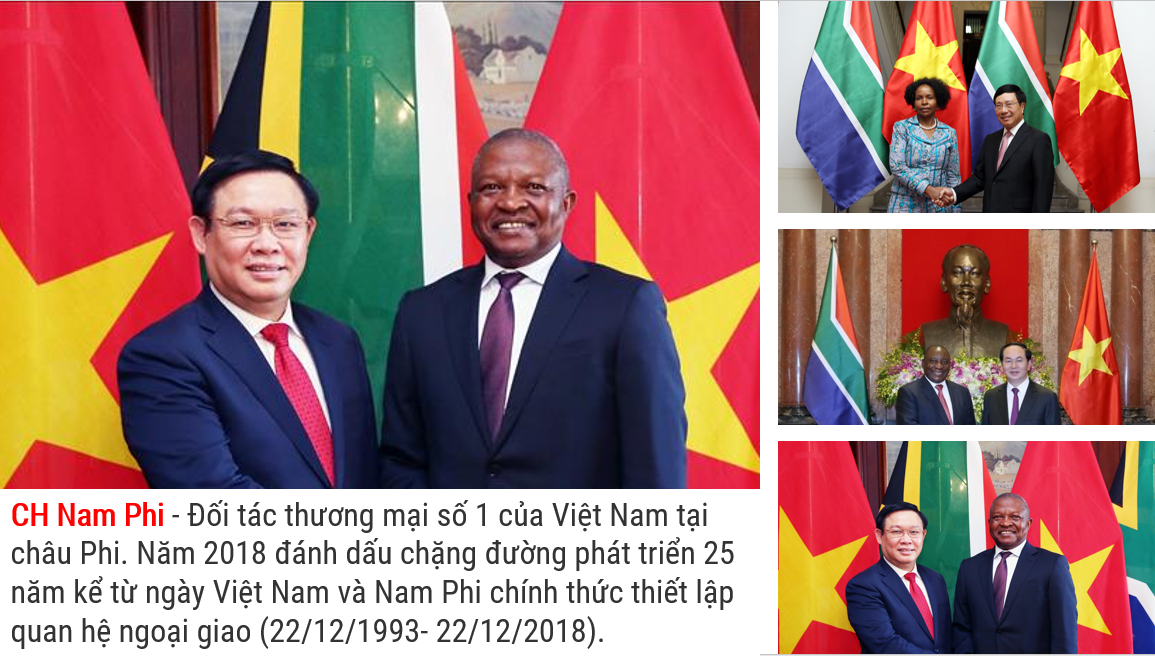 CH Nam Phi - Đối tác thương mại số 1 của Việt Nam tại
châu Phi. Năm 2018 đánh dấu chặng đường phát triển 25
năm kể từ ngày Việt Nam và Nam Phi chính thức thiết lập
quan hệ ngoại giao (22/12/1993- 22/12/2018).